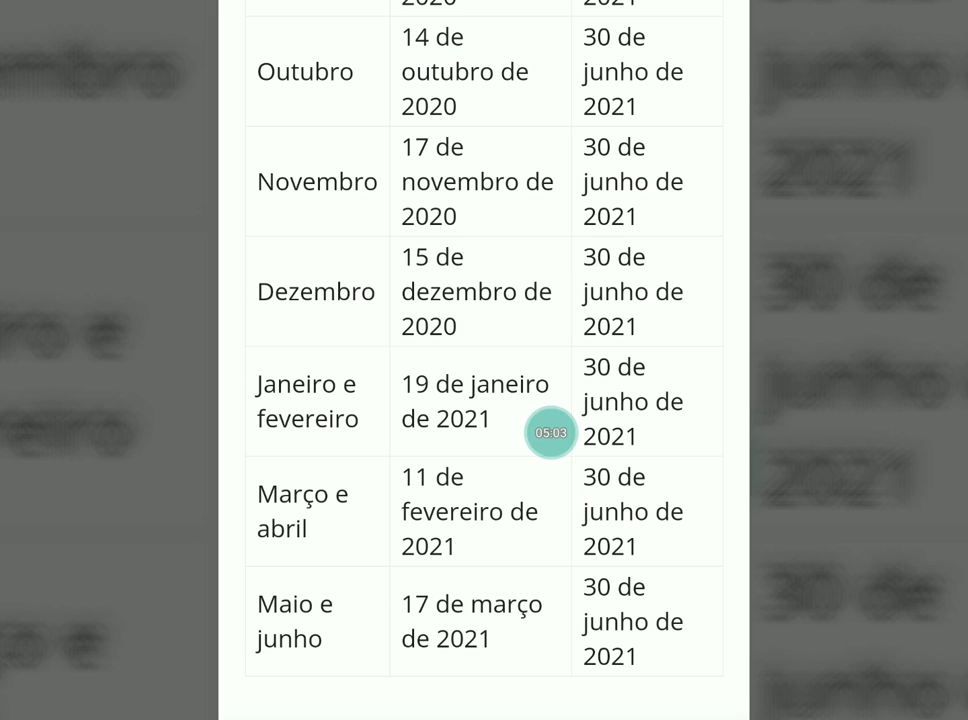 2020
2021
Outubro
14 de
outubro de
2020
30 de
junho de
2021
Novembro
17 de
novembro de
2020
30 de
junho de
2021
Dezembro
15 de
dezembro de
2020
30 de
junho de
2021
Janeiro e
fevereiro
19 de janeiro
de 2021
05:03
30 de
junho de
2021
Março e
abril
11 de
fevereiro de
2021
30 de
junho de
2021
Maio e
junho
17 de março
de 2021
30 de
junho de
2021